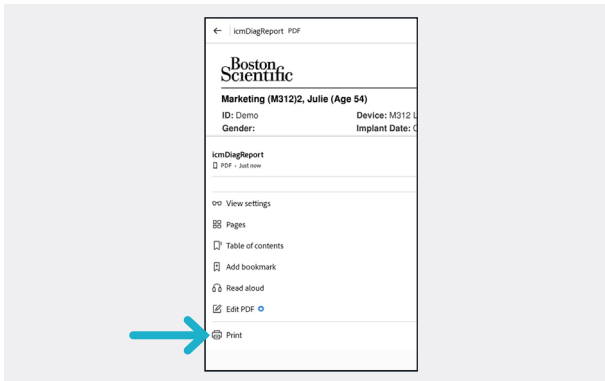 icmDiagReport PDF
Boston
Scientific
Marketing (M312)2, Julie (Age 54)
ID: Demo Device: M312 L
Gender: Implant Date:
icmDiagReport
PDF - Just now
View settings
Pages
Table of contents
Add bookmark
Read aloud
Edit PDF
Print